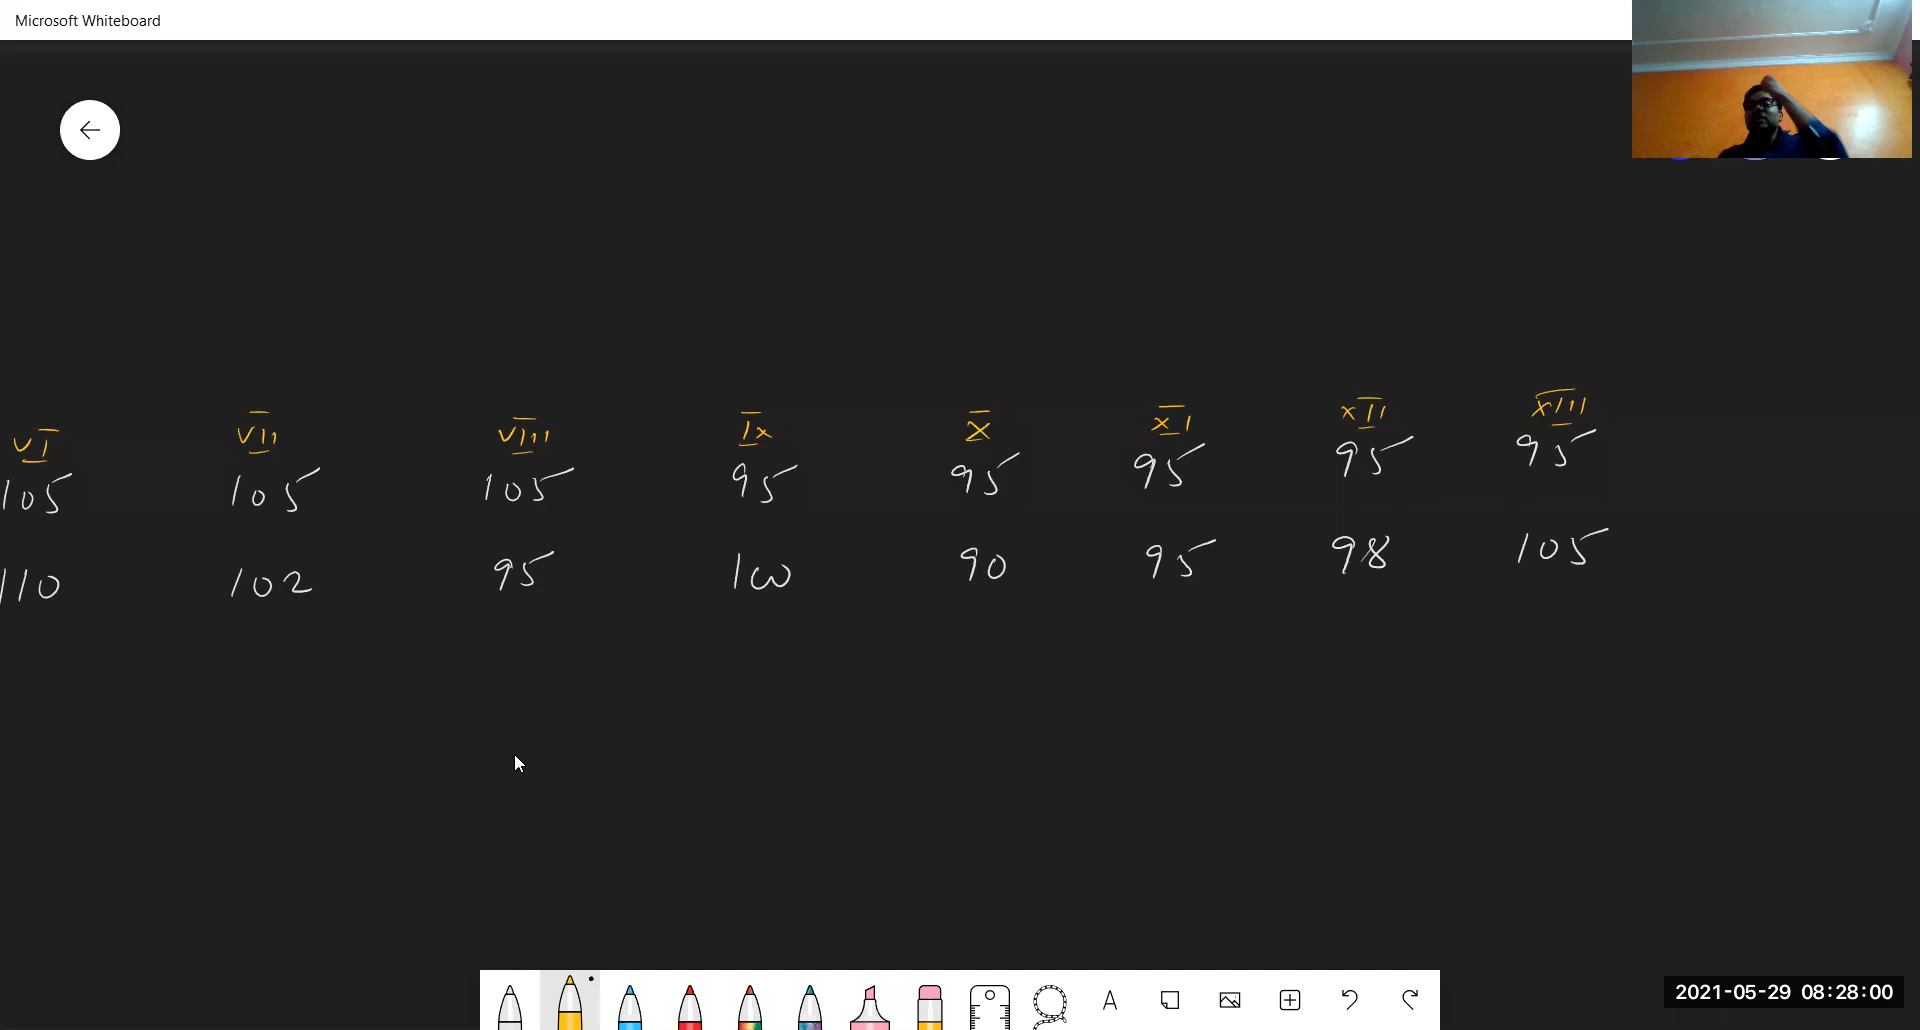 Microsoft Whiteboard
VI VII VIII IX X XI XII XIII
105 105 105 95 95 95 95 95
110 102 95 100 90 95 98 105
2021-05-29 08:28:00